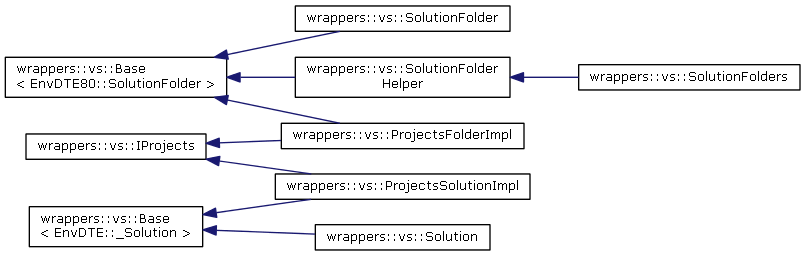 wrappers::vs::SolutionFolder
wrappers::vs::Base
< EnvDTE80::SolutionFolder >
wrappers::vs::SolutionFolder
Helper
wrappers::vs::SolutionFolders
wrappers::vs::ProjectsFolderImpl
wrappers::vs::IProjects
wrappers::vs::ProjectsSolutionImpl
wrappers::vs::Base
< EnvDTE::_Solution >
wrappers::vs::Solution